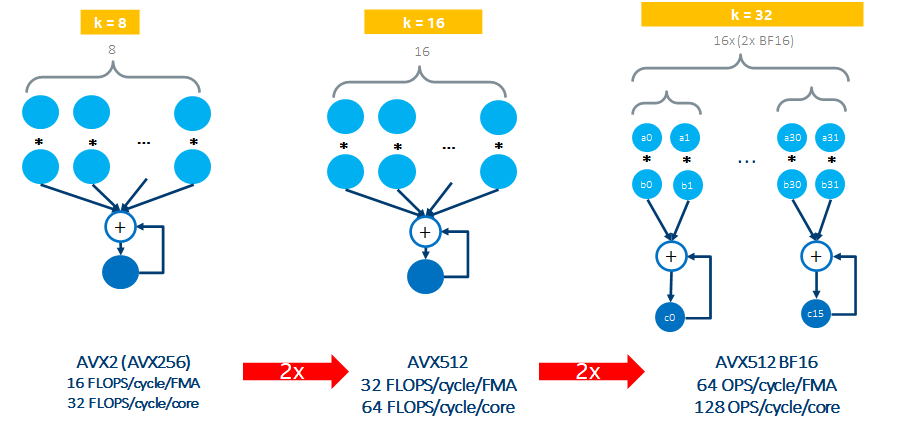 k = 8
k = 16
k = 32
8
16
16x(2x BF16)
* * ... *
* * ... *
a0 a1 a30 a31
* * ... * *
b0 b1 b30 b31
+
+
+ +
c0 c15
AVX2 (AVX256)
16 FLOPS/cycle/FMA
32 FLOPS/cycle/core
2x
AVX512
32 FLOPS/cycle/FMA
64 FLOPS/cycle/core
2x
AVX512 BF16
64 OPS/cycle/FMA
128 OPS/cycle/core